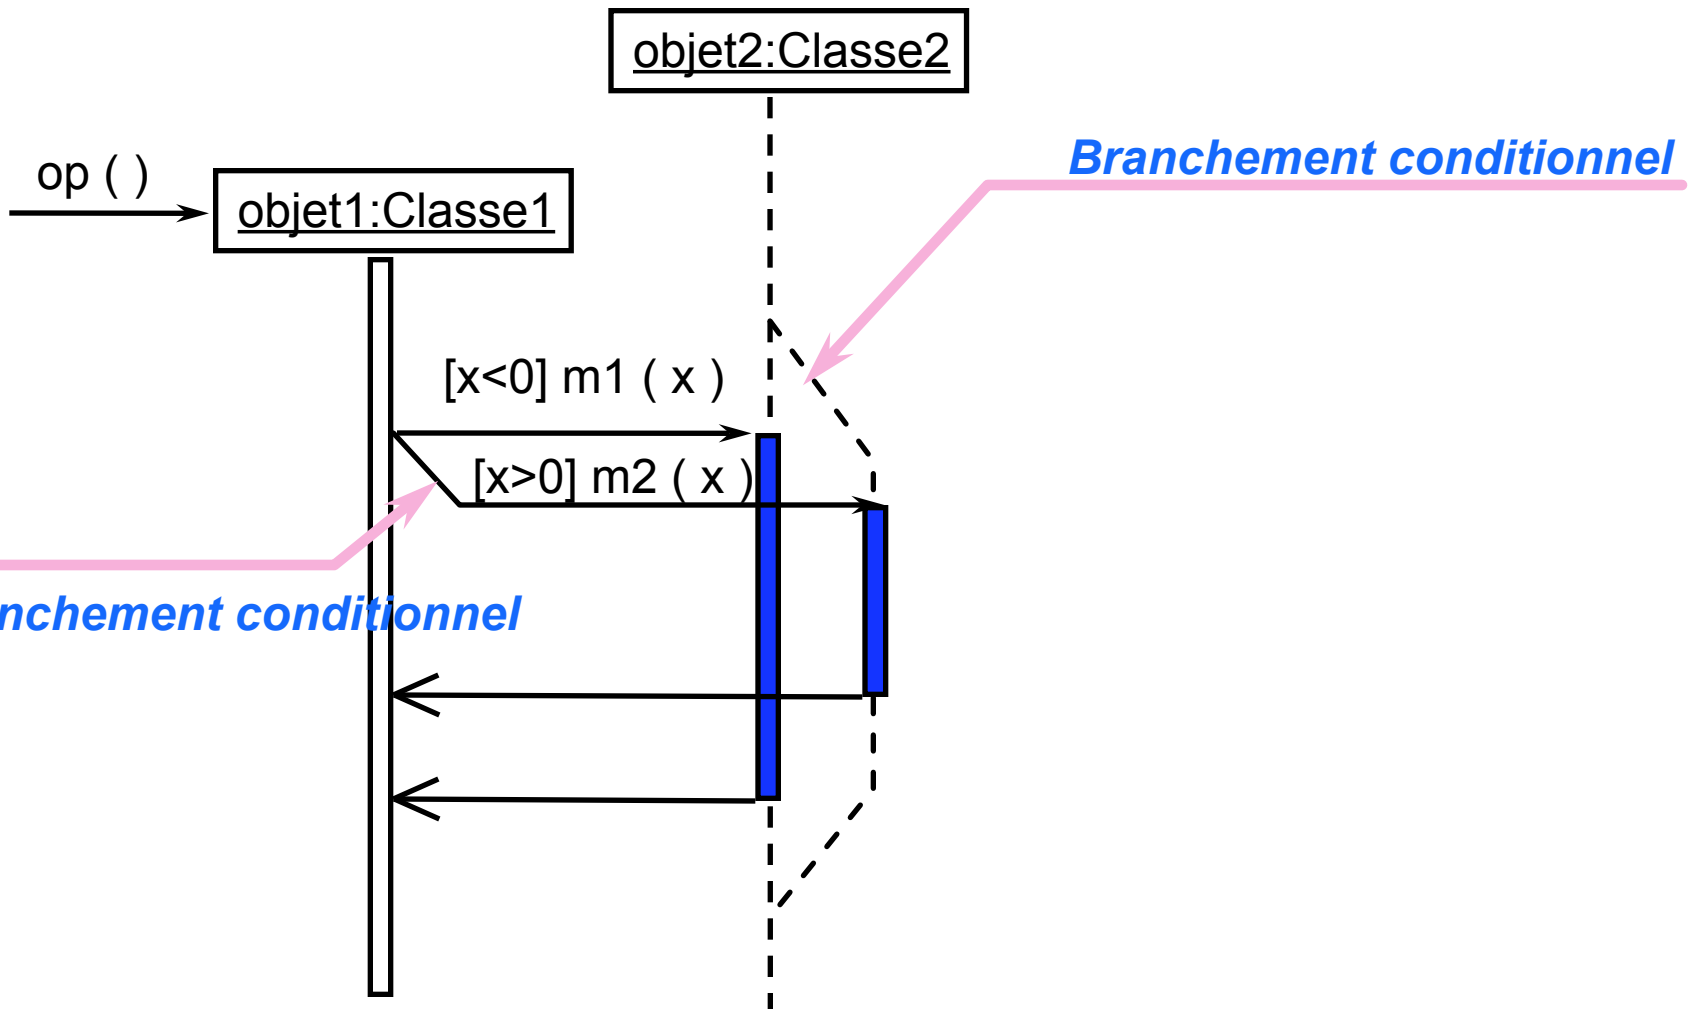 objet2:Classe2
Branchement conditionnel
op ( )
objet1:Classe1
[x<0] m1 ( x )
[x>0] m2 ( x )
nchement conditionnel